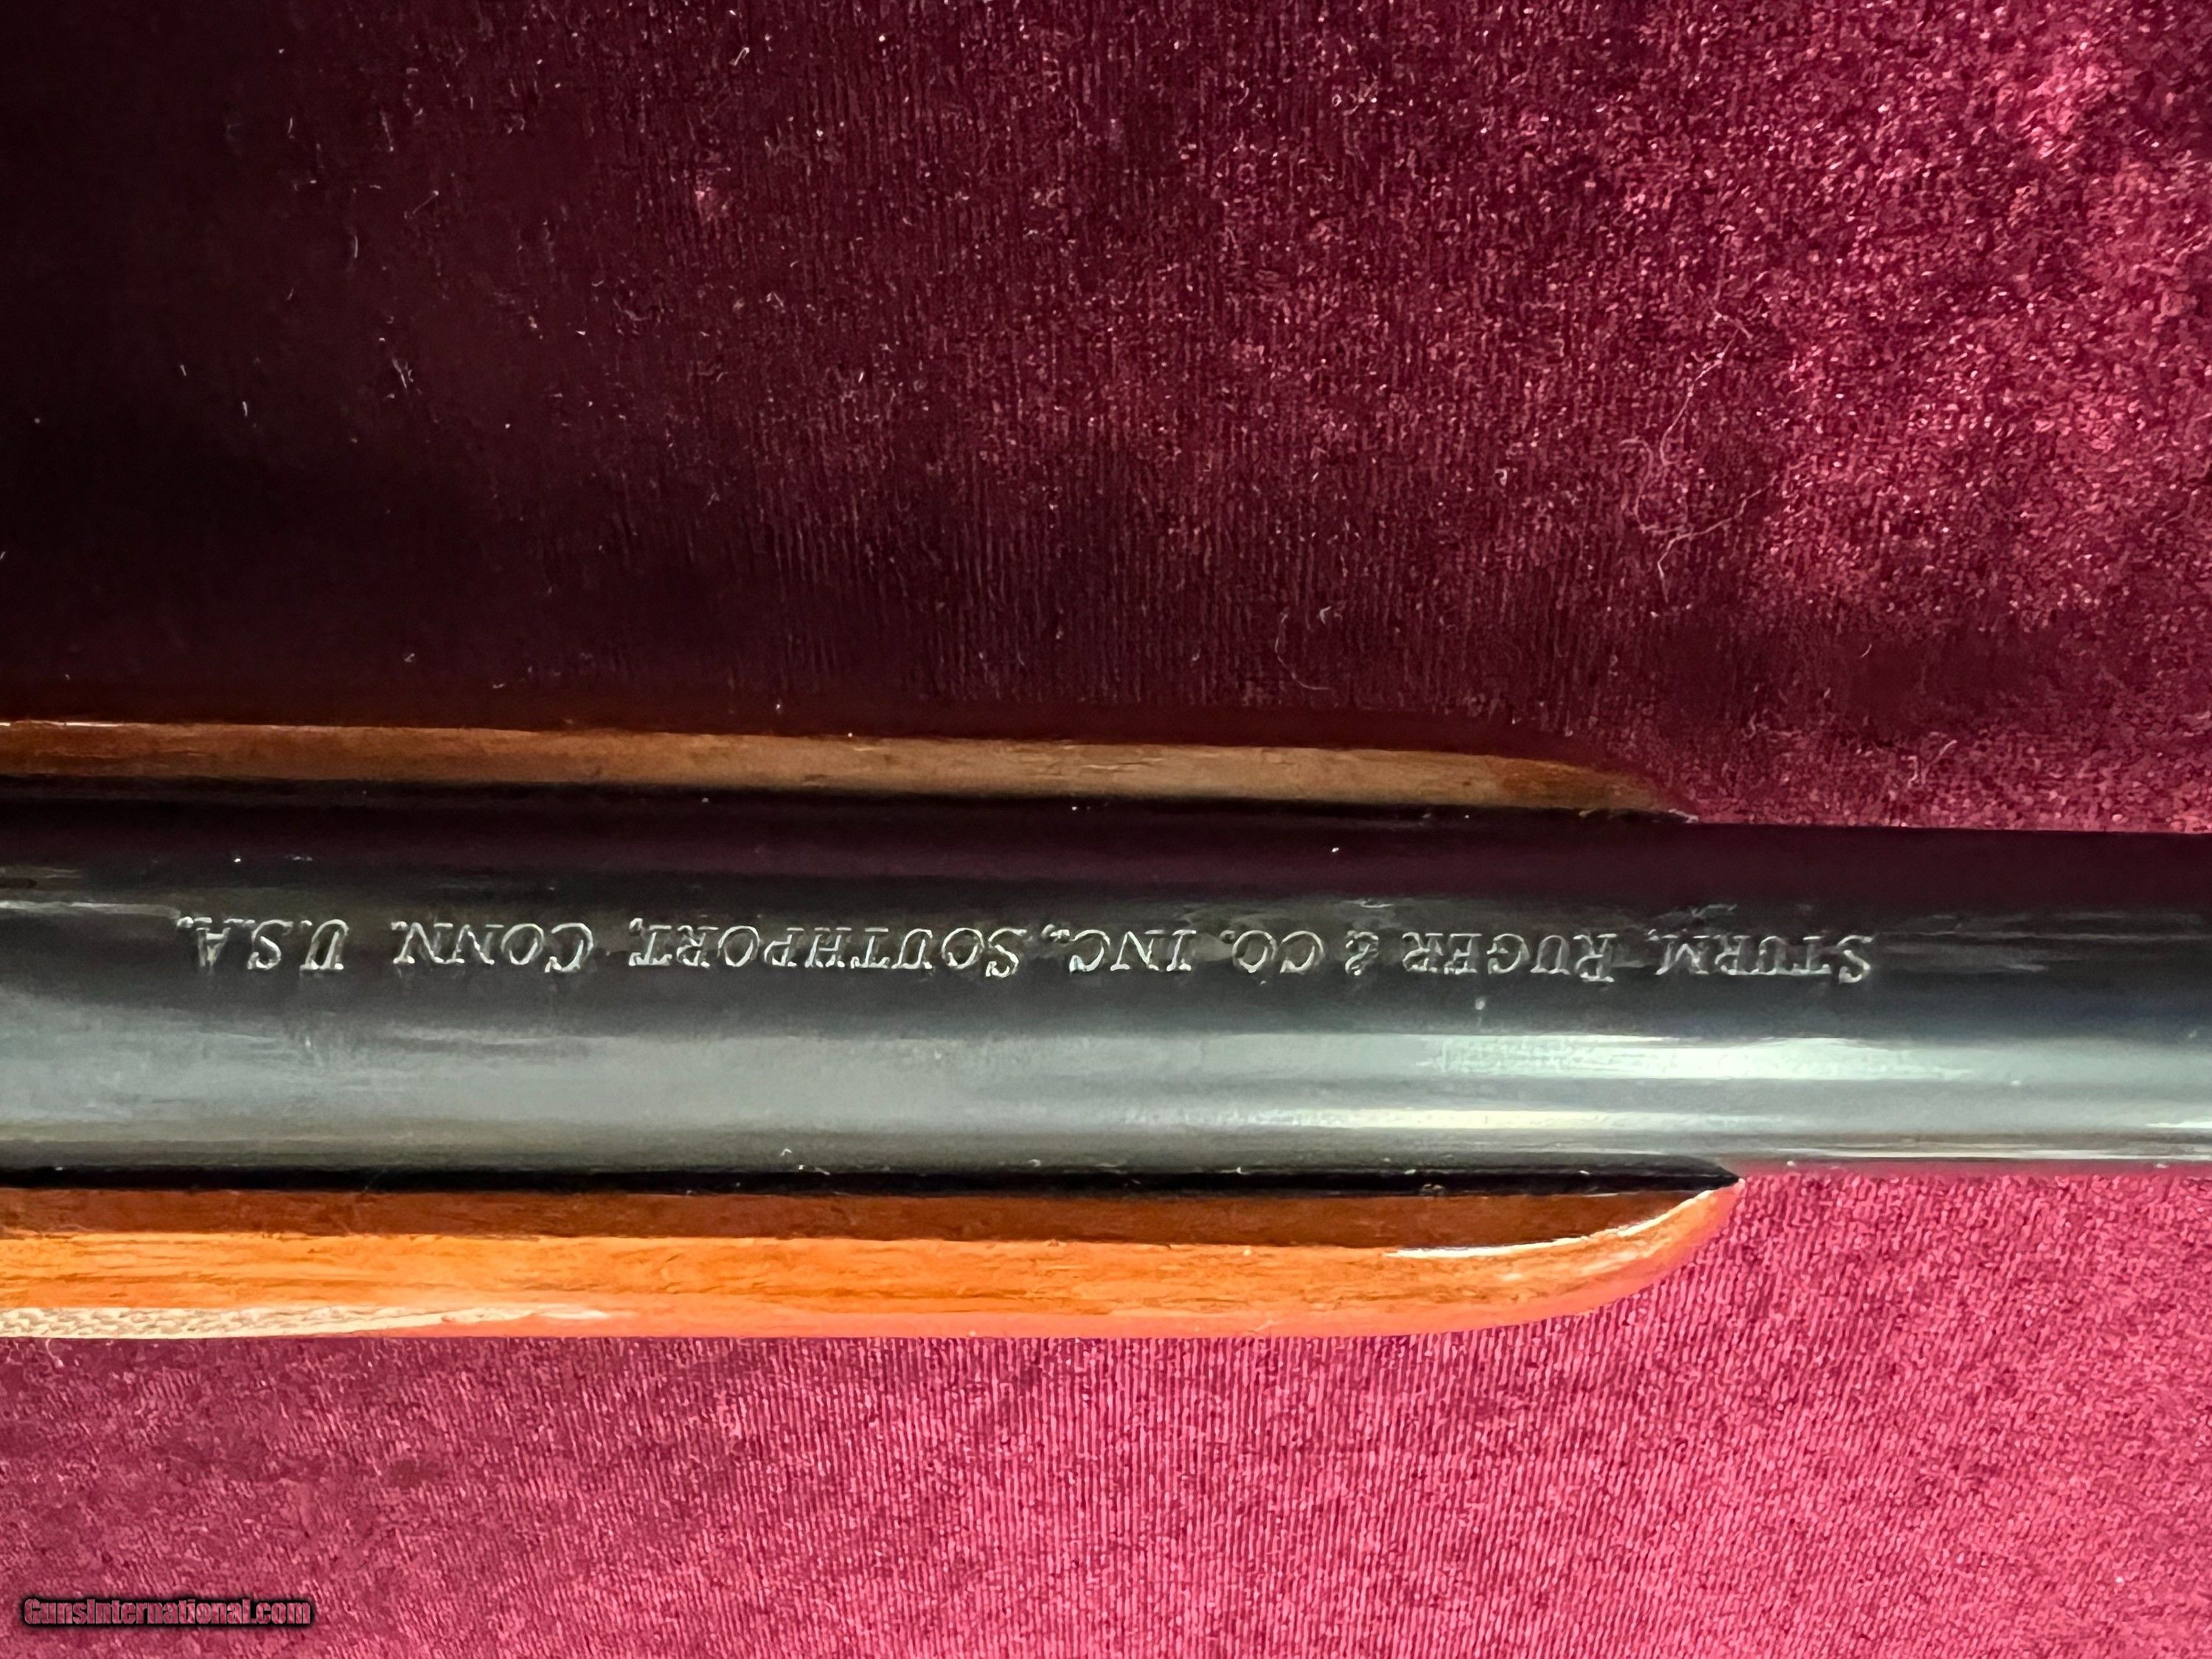 STURM, RUGER & CO. INC., SOUTHPORT, CONN. U.S.A.
GunsInternational.com